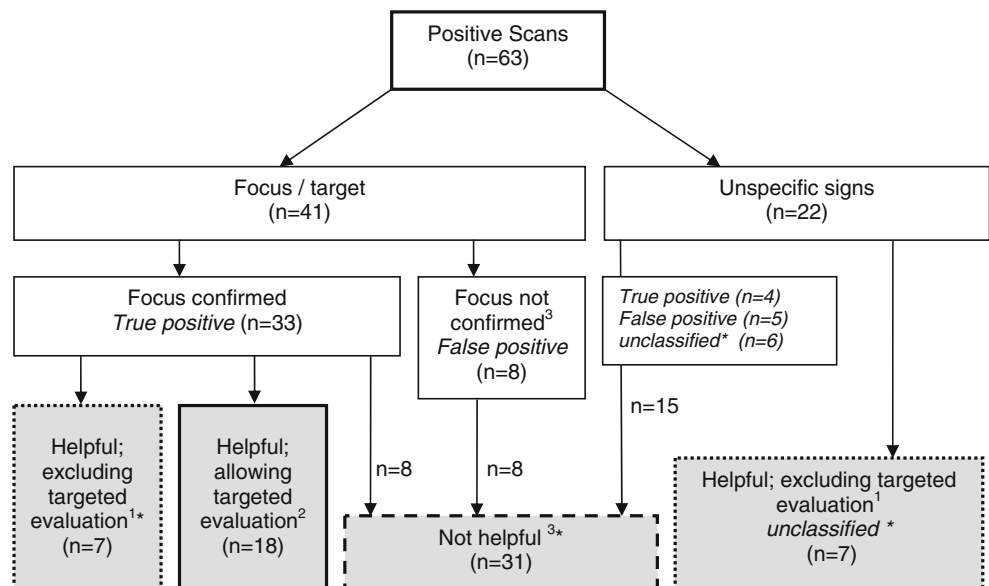 Positive Scans
(n=63)
Focus / target
(n=41)
Unspecific signs
(n=22)
Focus confirmed
True positive (n=33)
Focus not
confirmed3
False positive
(n=8)
True positive (n=4)
False positive (n=5)
unclassified* (n=6)
n=15
n=8
n=8
Helpful;
excluding
targeted
evaluation1*
(n=7)
Helpful;
allowing
targeted
evaluation2
(n=18)
Not helpful 3*
(n=31)
Helpful; excluding targeted
evaluation1
unclassified *
(n=7)